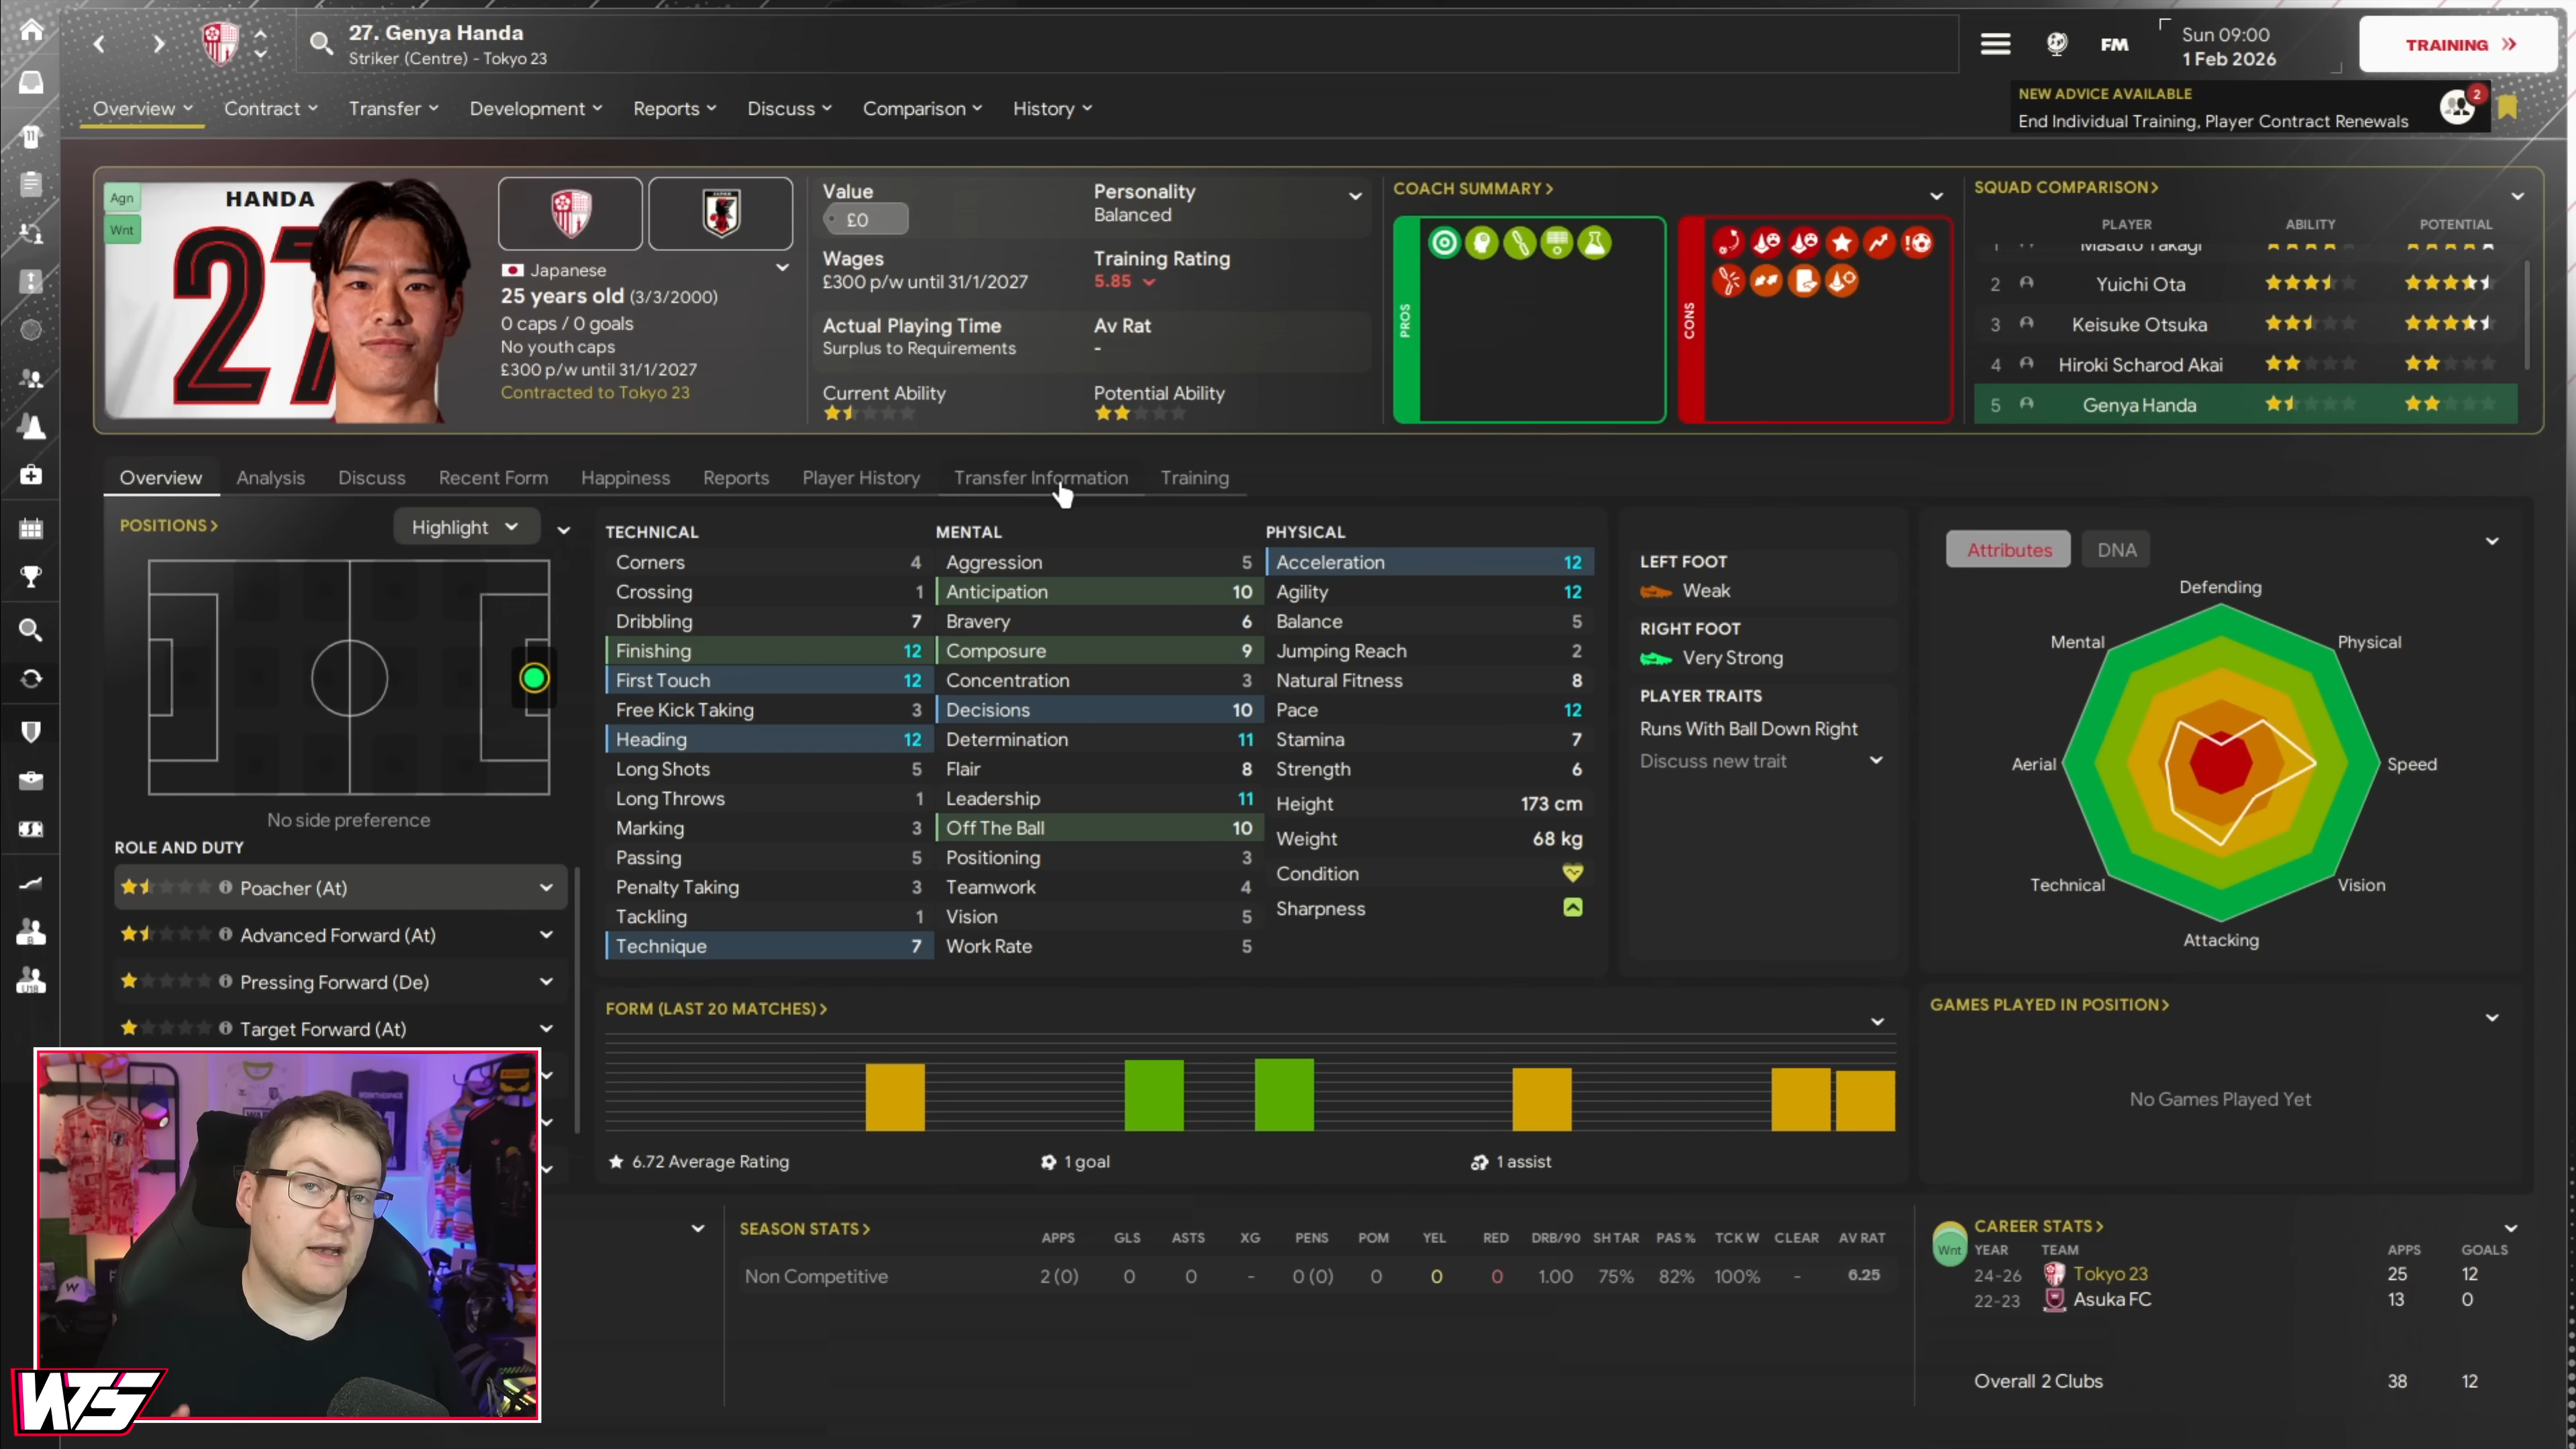 27. Genya Handa
Striker (Centre) - Tokyo 23
FM
Sun 09:00
1 Feb 2026
TRAINING
Overview
Contract
Transfer
Development
Reports
Discuss
Comparison
History
NEW ADVICE AVAILABLE
End Individual Training, Player Contract Renewals
2
11
Agn
Wnt
HANDA
27
JAPAN
Japanese
25 years old (3/3/2000)
0 caps / 0 goals
No youth caps
£300 p/w until 31/1/2027
Contracted to Tokyo 23
Value
£0
Wages
£300 p/w until 31/1/2027
Actual Playing Time
Surplus to Requirements
Current Ability
Personality
Balanced
Training Rating
5.85
Av Rat
-
Potential Ability
COACH SUMMARY
PROS
CONS
SQUAD COMPARISON
PLAYER ABILITY POTENTIAL
1 Masato Takagi
2 Yuichi Ota
3 Keisuke Otsuka
4 Hiroki Scharod Akai
5 Genya Handa
Overview Analysis Discuss Recent Form Happiness Reports Player History Transfer Information Training
POSITIONS
Highlight
No side preference
ROLE AND DUTY
Poacher (At)
Advanced Forward (At)
Pressing Forward (De)
Target Forward (At)
TECHNICAL
Corners 4
Crossing 1
Dribbling 7
Finishing 12
First Touch 12
Free Kick Taking 3
Heading 12
Long Shots 5
Long Throws 1
Marking 3
Passing 5
Penalty Taking 3
Tackling 1
Technique 7
MENTAL
Aggression 5
Anticipation 10
Bravery 6
Composure 9
Concentration 3
Decisions 10
Determination 11
Flair 8
Leadership 11
Off The Ball 10
Positioning 3
Teamwork 4
Vision 5
Work Rate 5
PHYSICAL
Acceleration 12
Agility 12
Balance 5
Jumping Reach 2
Natural Fitness 8
Pace 12
Stamina 7
Strength 6
Height 173 cm
Weight 68 kg
Condition
Sharpness
LEFT FOOT
Weak
RIGHT FOOT
Very Strong
PLAYER TRAITS
Runs With Ball Down Right
Discuss new trait
Attributes
DNA
Defending
Physical
Speed
Vision
Attacking
Technical
Aerial
Mental
FORM (LAST 20 MATCHES)
6.72 Average Rating
1 goal
1 assist
GAMES PLAYED IN POSITION
No Games Played Yet
SEASON STATS
APPS GLS ASTS XG PENS POM YEL RED DRB/90 SH TAR PAS % TCK W CLEAR AV RAT
Non Competitive 2 (0) 0 0 - 0 (0) 0 0 0 1.00 75% 82% 100% - 6.25
Wnt
CAREER STATS
YEAR TEAM APPS GOALS
24-26 Tokyo 23 25 12
22-23 Asuka FC 13 0
Overall 2 Clubs 38 12
B
U18
WTS